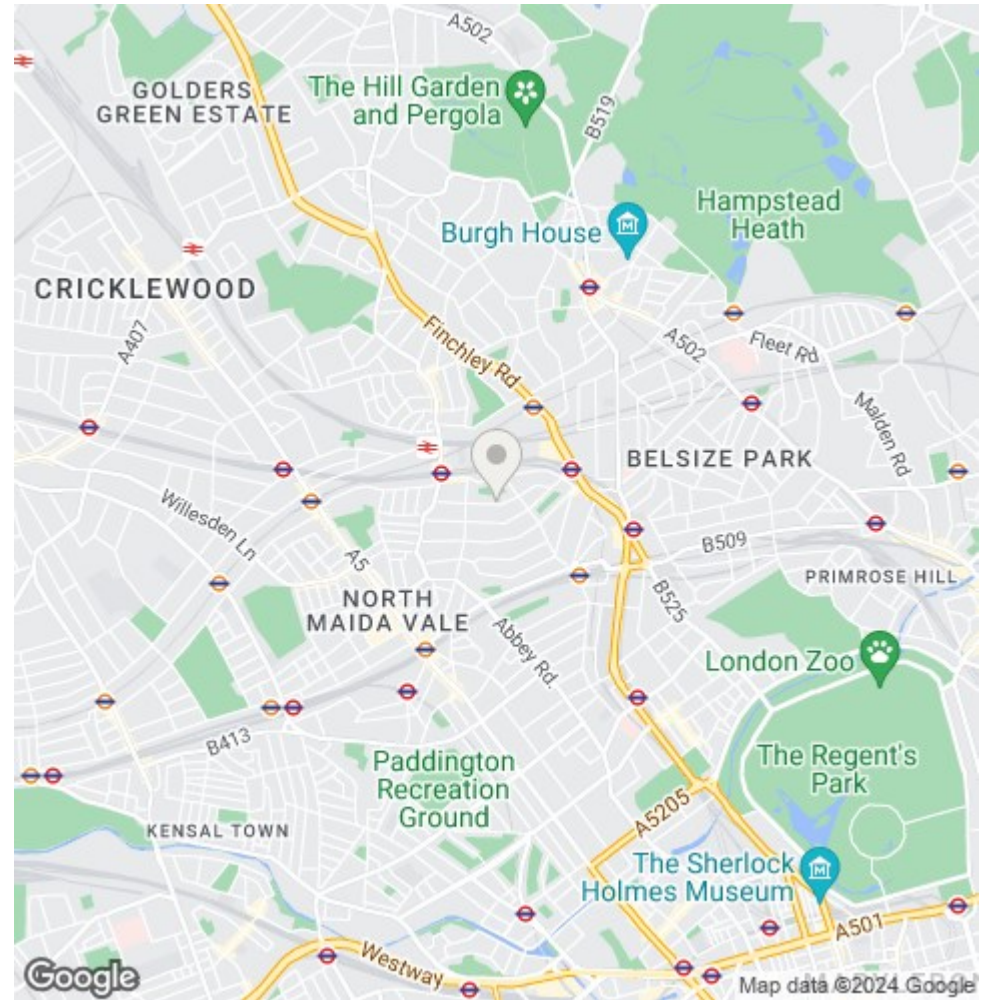 A502
GOLDERS
GREEN ESTATE
The Hill Garden
and Pergola
B519
Hampstead
Heath
Burgh House
CRICKLEWOOD
A407
Finchley Rd
A502
Fleet Rd
Malden Rd
BELSIZE PARK
Willesden Ln
A5
B509
PRIMROSE HILL
NORTH
MAIDA VALE
B525
Abbey Rd.
London Zoo
B413
Paddington
Recreation
Ground
The Regent's
Park
A5205
KENSAL TOWN
The Sherlock
Holmes Museum
A501
Westway
Google
Map data ©2024 Google